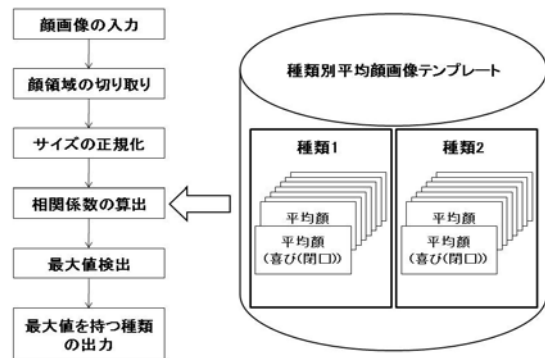 顔画像の入力
顔領域の切り取り
サイズの正規化
相関係数の算出
最大値検出
最大値を持つ種類
の出力
種類別平均顔画像テンプレート
種類1
平均顔
平均顔
(喜び(閉口))
種類2
平均顔
平均顔
(喜び(閉口))